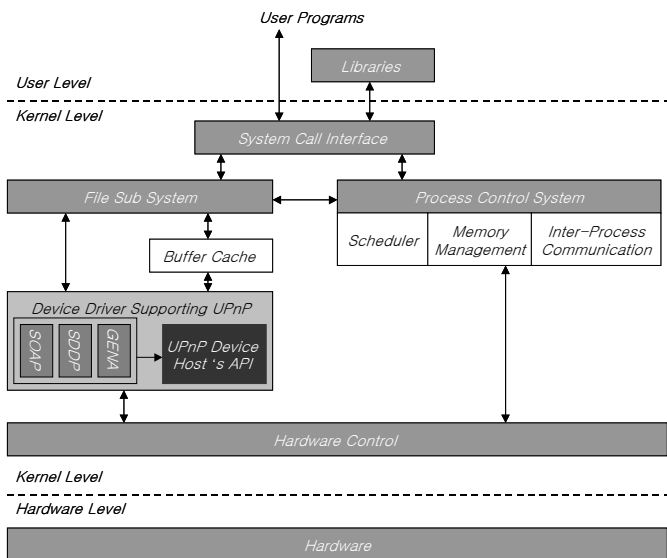 User Programs
Libraries
User Level
Kernel Level
System Call Interface
File Sub System
Process Control System
Scheduler
Memory
Management
Inter-Process
Communication
Buffer Cache
Device Driver Supporting UPnP
SOAP
SDDP
GENA
UPnP Device
Host's API
Hardware Control
Kernel Level
Hardware Level
Hardware